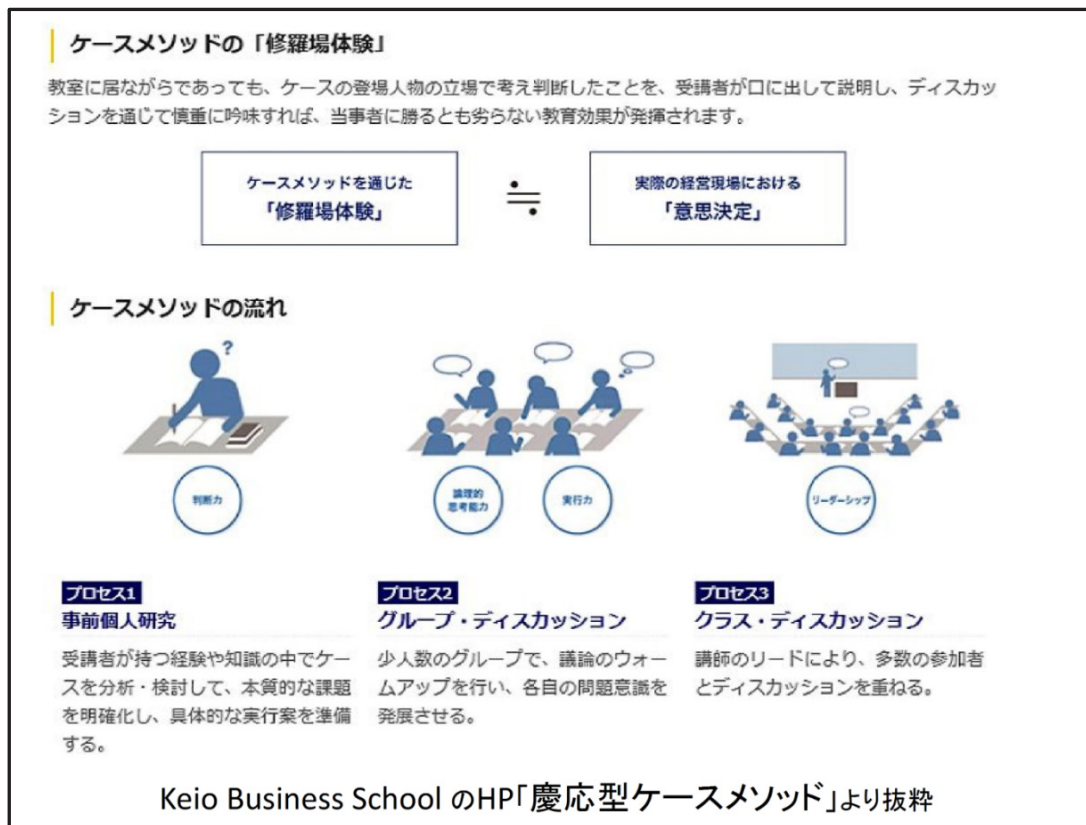 ケースメソッドの「修羅場体験」
教室に居ながらであっても、ケースの登場人物の立場で考え判断したことを、受講者が口に出して説明し、ディスカッ
ションを通じて慎重に吟味すれば、当事者に勝るとも劣らない教育効果が発揮されます。
ケースメソッドを通じた
「修羅場体験」
≒
実際の経営現場における
「意思決定」
ケースメソッドの流れ
?
判断力
論理的
思考能力
実行力
リーダーシップ
プロセス1
事前個人研究
受講者が持つ経験や知識の中でケー
スを分析・検討して、本質的な課題
を明確化し、具体的な実行案を準備
する。
プロセス2
グループ・ディスカッション
少人数のグループで、議論のウォー
ムアップを行い、各自の問題意識を
発展させる。
プロセス3
クラス・ディスカッション
講師のリードにより、多数の参加者
とディスカッションを重ねる。
Keio Business School のHP「慶応型ケースメソッド」より抜粋